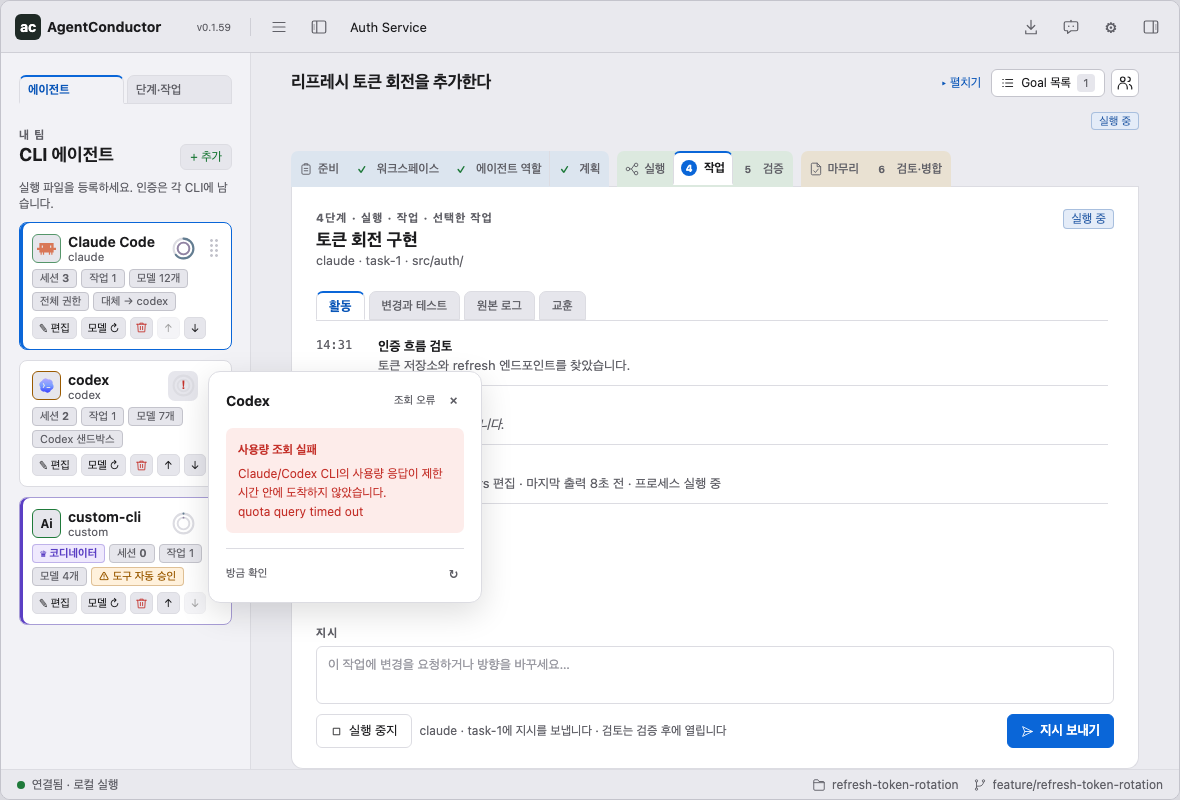 ac AgentConductor v0.1.59 Auth Service
에이전트 단계·작업
내 팀
CLI 에이전트 + 추가
실행 파일을 등록하세요. 인증은 각 CLI에 남
습니다.
Claude Code
claude
세션 3 작업 1 모델 12개
전체 권한 대체 → codex
✎ 편집 모델 ↻ ↑ ↓
codex
codex
!
세션 2 작업 1 모델 7개
Codex 샌드박스
✎ 편집 모델 ↻ ↑ ↓
Ai custom-cli
custom
코디네이터 세션 0 작업 1
모델 4개 ⚠ 도구 자동 승인
✎ 편집 모델 ↻ ↑ ↓
리프레시 토큰 회전을 추가한다
▸ 펼치기 Goal 목록 1
실행 중
준비 ✓ 워크스페이스 ✓ 에이전트 역할 ✓ 계획 실행 4 작업 5 검증 마무리 6 검토·병합
4단계 · 실행 · 작업 · 선택한 작업
실행 중
토큰 회전 구현
claude · task-1 · src/auth/
활동 변경과 테스트 원본 로그 교훈
14:31 인증 흐름 검토
토큰 저장소와 refresh 엔드포인트를 찾았습니다.
니다.
rs 편집 · 마지막 출력 8초 전 · 프로세스 실행 중
Codex 조회 오류 ×
사용량 조회 실패
Claude/Codex CLI의 사용량 응답이 제한
시간 안에 도착하지 않았습니다.
quota query timed out
방금 확인 ↻
지시
이 작업에 변경을 요청하거나 방향을 바꾸세요...
실행 중지 claude · task-1에 지시를 보냅니다 · 검토는 검증 후에 열립니다 지시 보내기
연결됨 · 로컬 실행 refresh-token-rotation feature/refresh-token-rotation